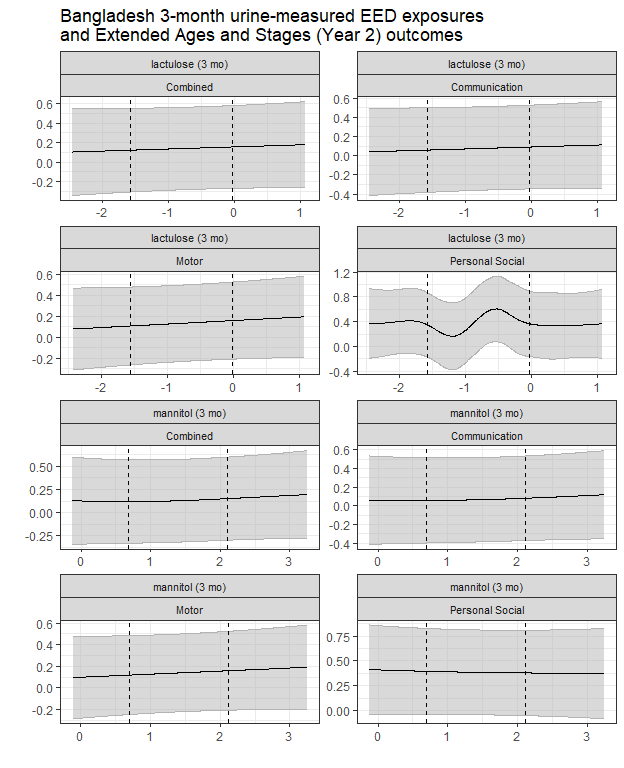 Bangladesh 3-month urine-measured EED exposures
and Extended Ages and Stages (Year 2) outcomes
lactulose (3 mo)
Combined
0.6
0.4
0.2
0.0
-0.2
-2 -1 0 1
lactulose (3 mo)
Communication
0.6
0.4
0.2
0.0
-0.2
-0.4
-2 -1 0 1
lactulose (3 mo)
Motor
0.6
0.4
0.2
0.0
-0.2
-2 -1 0 1
lactulose (3 mo)
Personal Social
1.2
0.8
0.4
0.0
-0.4
-2 -1 0 1
mannitol (3 mo)
Combined
0.50
0.25
0.00
-0.25
0 1 2 3
mannitol (3 mo)
Communication
0.6
0.4
0.2
0.0
-0.2
-0.4
0 1 2 3
mannitol (3 mo)
Motor
0.6
0.4
0.2
0.0
-0.2
0 1 2 3
mannitol (3 mo)
Personal Social
0.75
0.50
0.25
0.00
0 1 2 3